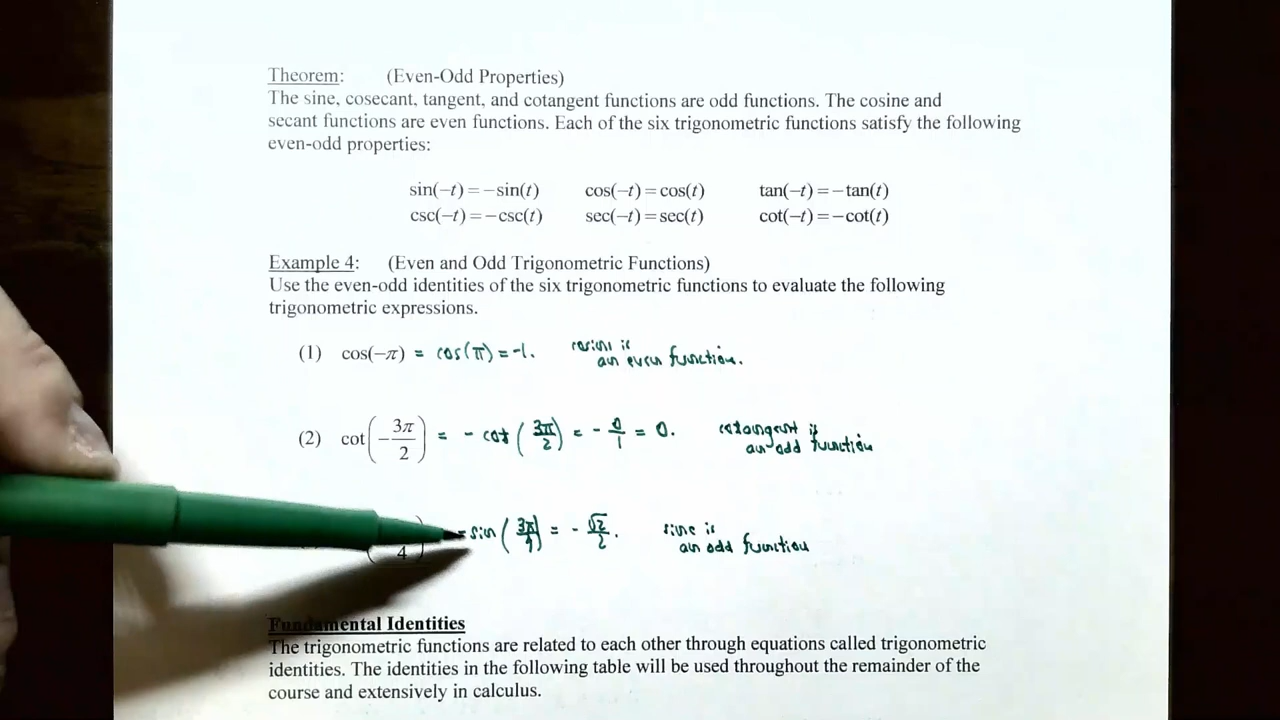 Theorem: (Even-Odd Properties)
The sine, cosecant, tangent, and cotangent functions are odd functions. The cosine and
secant functions are even functions. Each of the six trigonometric functions satisfy the following
even-odd properties:
sin(−t) = −sin(t) cos(−t) = cos(t) tan(−t) = −tan(t)
csc(−t) = −csc(t) sec(−t) = sec(t) cot(−t) = −cot(t)
Example 4: (Even and Odd Trigonometric Functions)
Use the even-odd identities of the six trigonometric functions to evaluate the following
trigonometric expressions.
(1) cos(−π) = cos(π) = -1. cosine is
an even function.
(2) cot(−3π/2) = - cot(3π/2) = - 0/1 = 0. cotangent is
an odd function
4 sin(3π/4) = - √2/2. sine is
an odd function
Fundamental Identities
The trigonometric functions are related to each other through equations called trigonometric
identities. The identities in the following table will be used throughout the remainder of the
course and extensively in calculus.